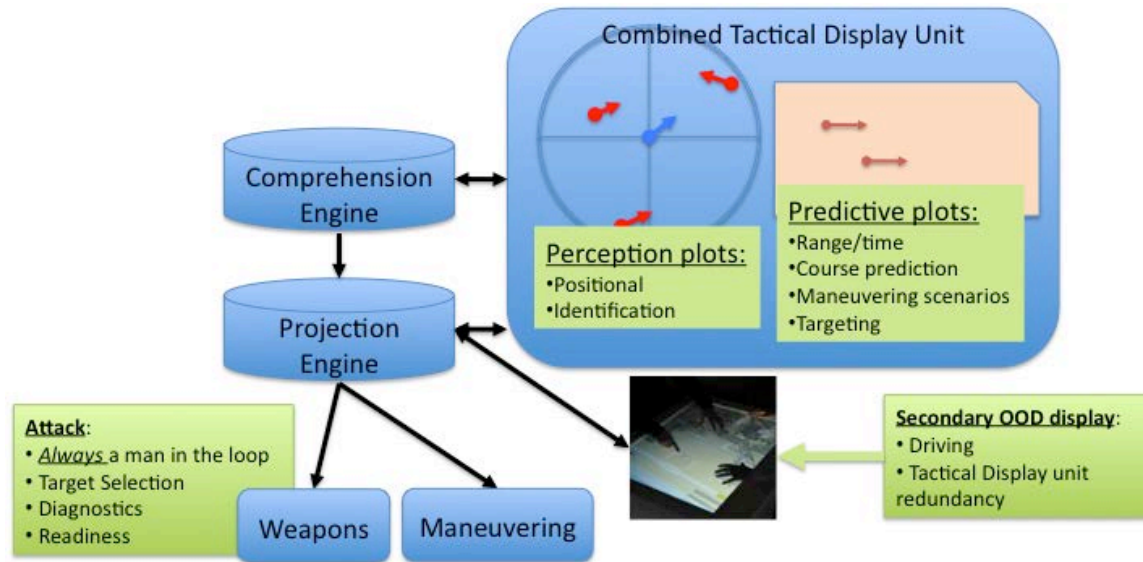 Combined Tactical Display Unit
Comprehension
Engine
Perception plots:
•Positional
•Identification
Predictive plots:
•Range/time
•Course prediction
•Maneuvering scenarios
•Targeting
Projection
Engine
Attack:
• Always a man in the loop
• Target Selection
• Diagnostics
• Readiness
Weapons
Maneuvering
Secondary OOD display:
• Driving
• Tactical Display unit
redundancy